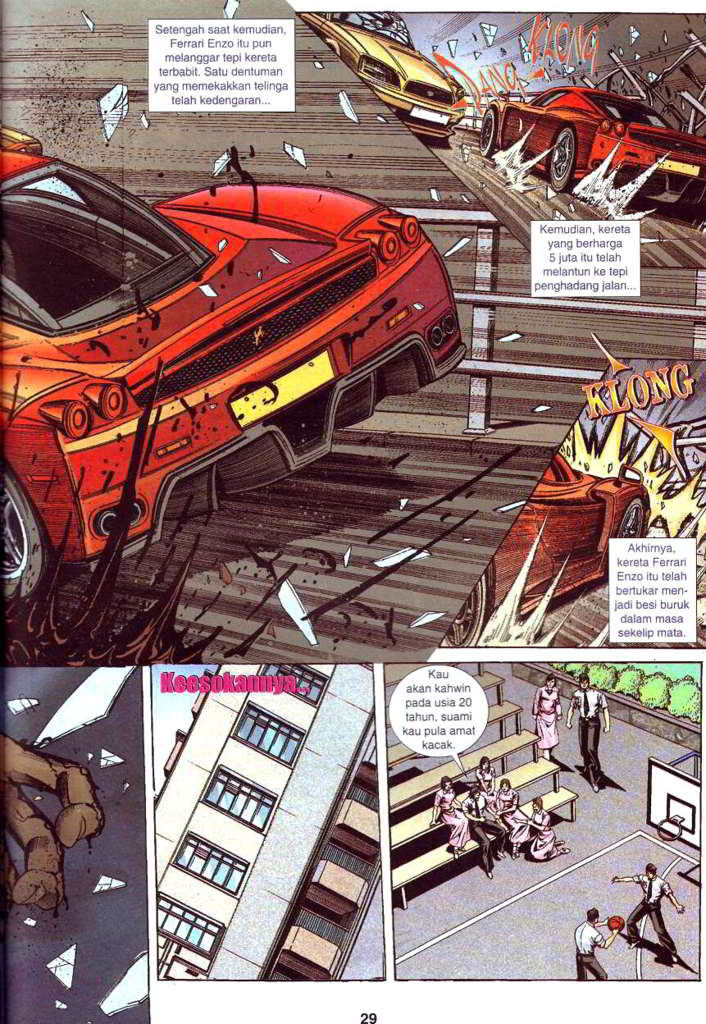 Setengah saat kemudian,
Ferrari Enzo itu pun
melanggar tepi kereta
terbabit. Satu dentuman
yang memekakkan telinga
telah kedengaran...
DANG
KLONG
Kemudian, kereta
yang berharga
5 juta itu telah
melantun ke tepi
penghadang jalan...
KLONG
Akhirnya,
kereta Ferrari
Enzo itu telah
bertukar men-
jadi besi buruk
dalam masa
sekelip mata.
Keesokannya...
Kau
akan kahwin
pada usia 20
tahun, suami
kau pula amat
kacak.
29